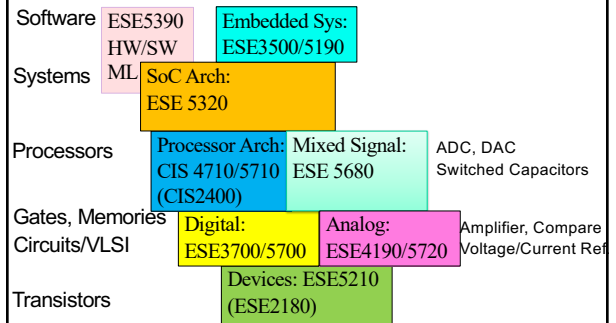 Software
ESE5390
HW/SW
ML
Embedded Sys:
ESE3500/5190
Systems
SoC Arch:
ESE 5320
Processors
Processor Arch:
CIS 4710/5710
(CIS2400)
Mixed Signal:
ESE 5680
ADC, DAC
Switched Capacitors
Gates, Memories
Circuits/VLSI
Digital:
ESE3700/5700
Analog:
ESE4190/5720
Amplifier, Compare
Voltage/Current Ref
Transistors
Devices: ESE5210
(ESE2180)